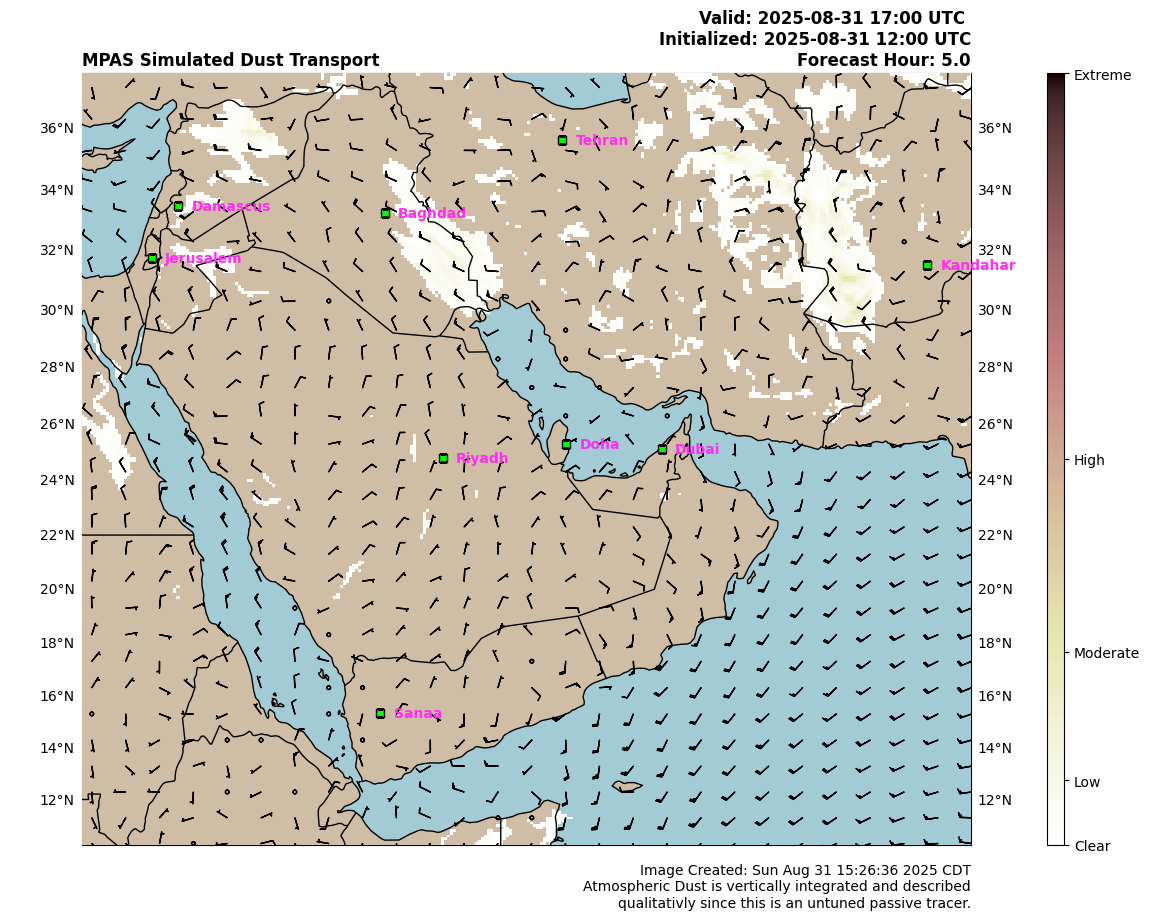 Valid: 2025-08-31 17:00 UTC
Initialized: 2025-08-31 12:00 UTC
MPAS Simulated Dust Transport Forecast Hour: 5.0
Extreme
36°N Tehran 36°N
34°N Damascus Baghdad 34°N
32°N Jerusalem 32°N
Kandahar
30°N 30°N
28°N 28°N
26°N 26°N
Doha Dubai
Riyadh High
24°N 24°N
22°N 22°N
20°N 20°N
18°N 18°N
Moderate
16°N 16°N
Sanaa
14°N 14°N
Low
12°N 12°N
Clear
Image Created: Sun Aug 31 15:26:36 2025 CDT
Atmospheric Dust is vertically integrated and described
qualitativly since this is an untuned passive tracer.